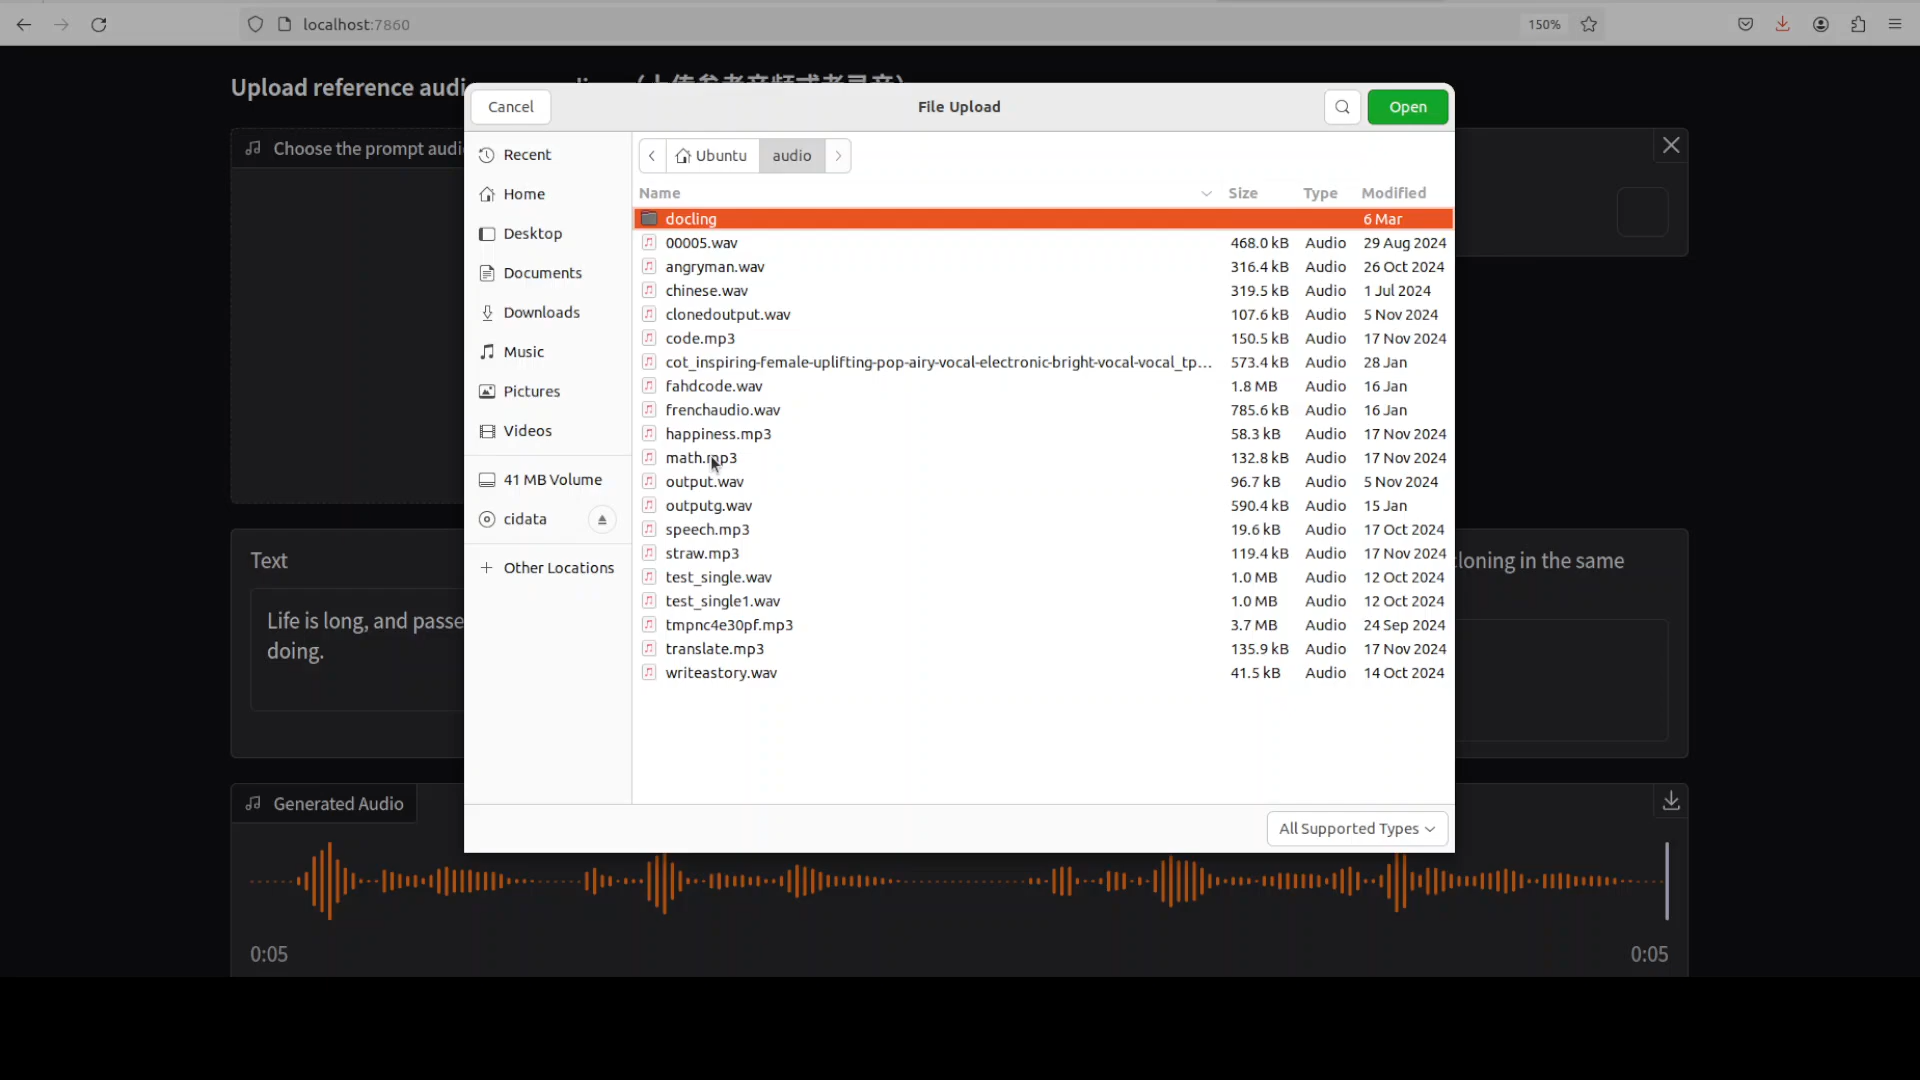 localhost:7860
150%
Upload reference audi
Cancel
File Upload
Open
Choose the prompt audi
Recent
Home
Desktop
Documents
Downloads
Music
Pictures
Videos
41 MB Volume
cidata
Other Locations
Ubuntu
audio
Name Size Type Modified
docling 6 Mar
00005.wav 468.0 kB Audio 29 Aug 2024
angryman.wav 316.4 kB Audio 26 Oct 2024
chinese.wav 319.5 kB Audio 1 Jul 2024
clonedoutput.wav 107.6 kB Audio 5 Nov 2024
code.mp3 150.5 kB Audio 17 Nov 2024
cot_inspiring-female-uplifting-pop-airy-vocal-electronic-bright-vocal-vocal_tp... 573.4 kB Audio 28 Jan
fahdcode.wav 1.8 MB Audio 16 Jan
frenchaudio.wav 785.6 kB Audio 16 Jan
happiness.mp3 58.3 kB Audio 17 Nov 2024
math.mp3 132.8 kB Audio 17 Nov 2024
output.wav 96.7 kB Audio 5 Nov 2024
outputg.wav 590.4 kB Audio 15 Jan
speech.mp3 19.6 kB Audio 17 Oct 2024
straw.mp3 119.4 kB Audio 17 Nov 2024
test_single.wav 1.0 MB Audio 12 Oct 2024
test_single1.wav 1.0 MB Audio 12 Oct 2024
tmpnc4e30pf.mp3 3.7 MB Audio 24 Sep 2024
translate.mp3 135.9 kB Audio 17 Nov 2024
writeastory.wav 41.5 kB Audio 14 Oct 2024
All Supported Types
Text
Life is long, and passe
doing.
cloning in the same
Generated Audio
0:05
0:05